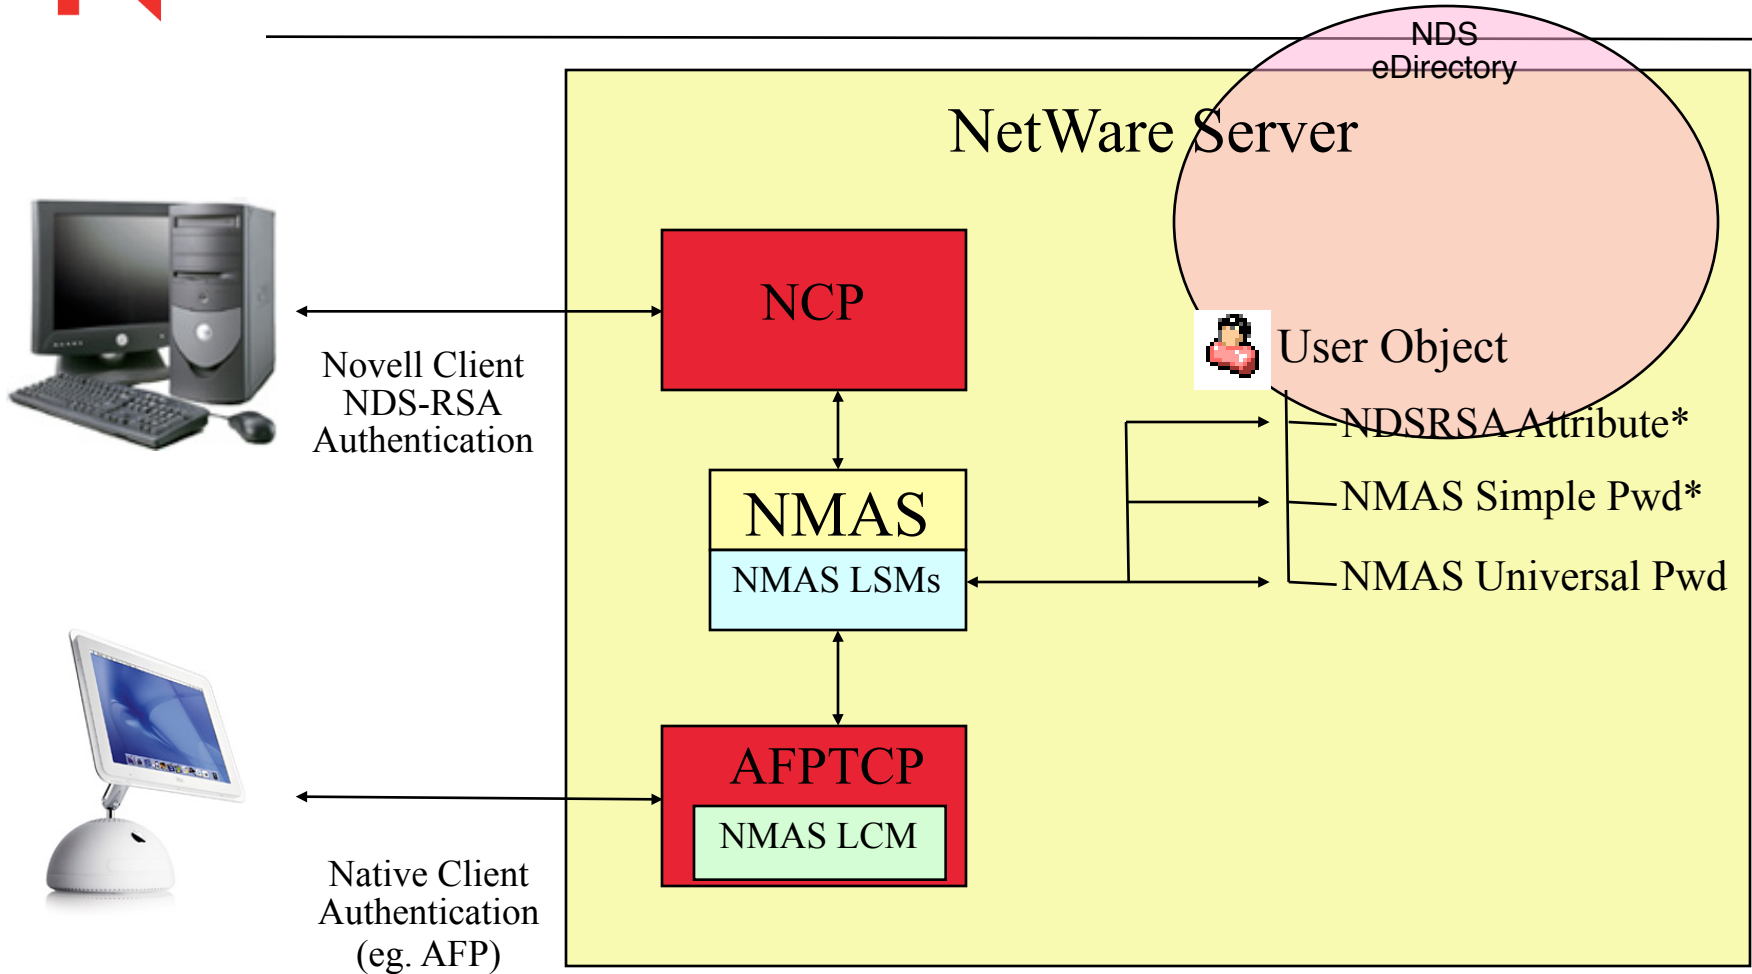 NDS
eDirectory
NetWare Server
NCP
Novell Client
NDS-RSA
Authentication
User Object
NDSRSA Attribute*
NMAS
NMAS Simple Pwd*
NMAS LSMs
NMAS Universal Pwd
AFPTCP
NMAS LCM
Native Client
Authentication
(eg. AFP)